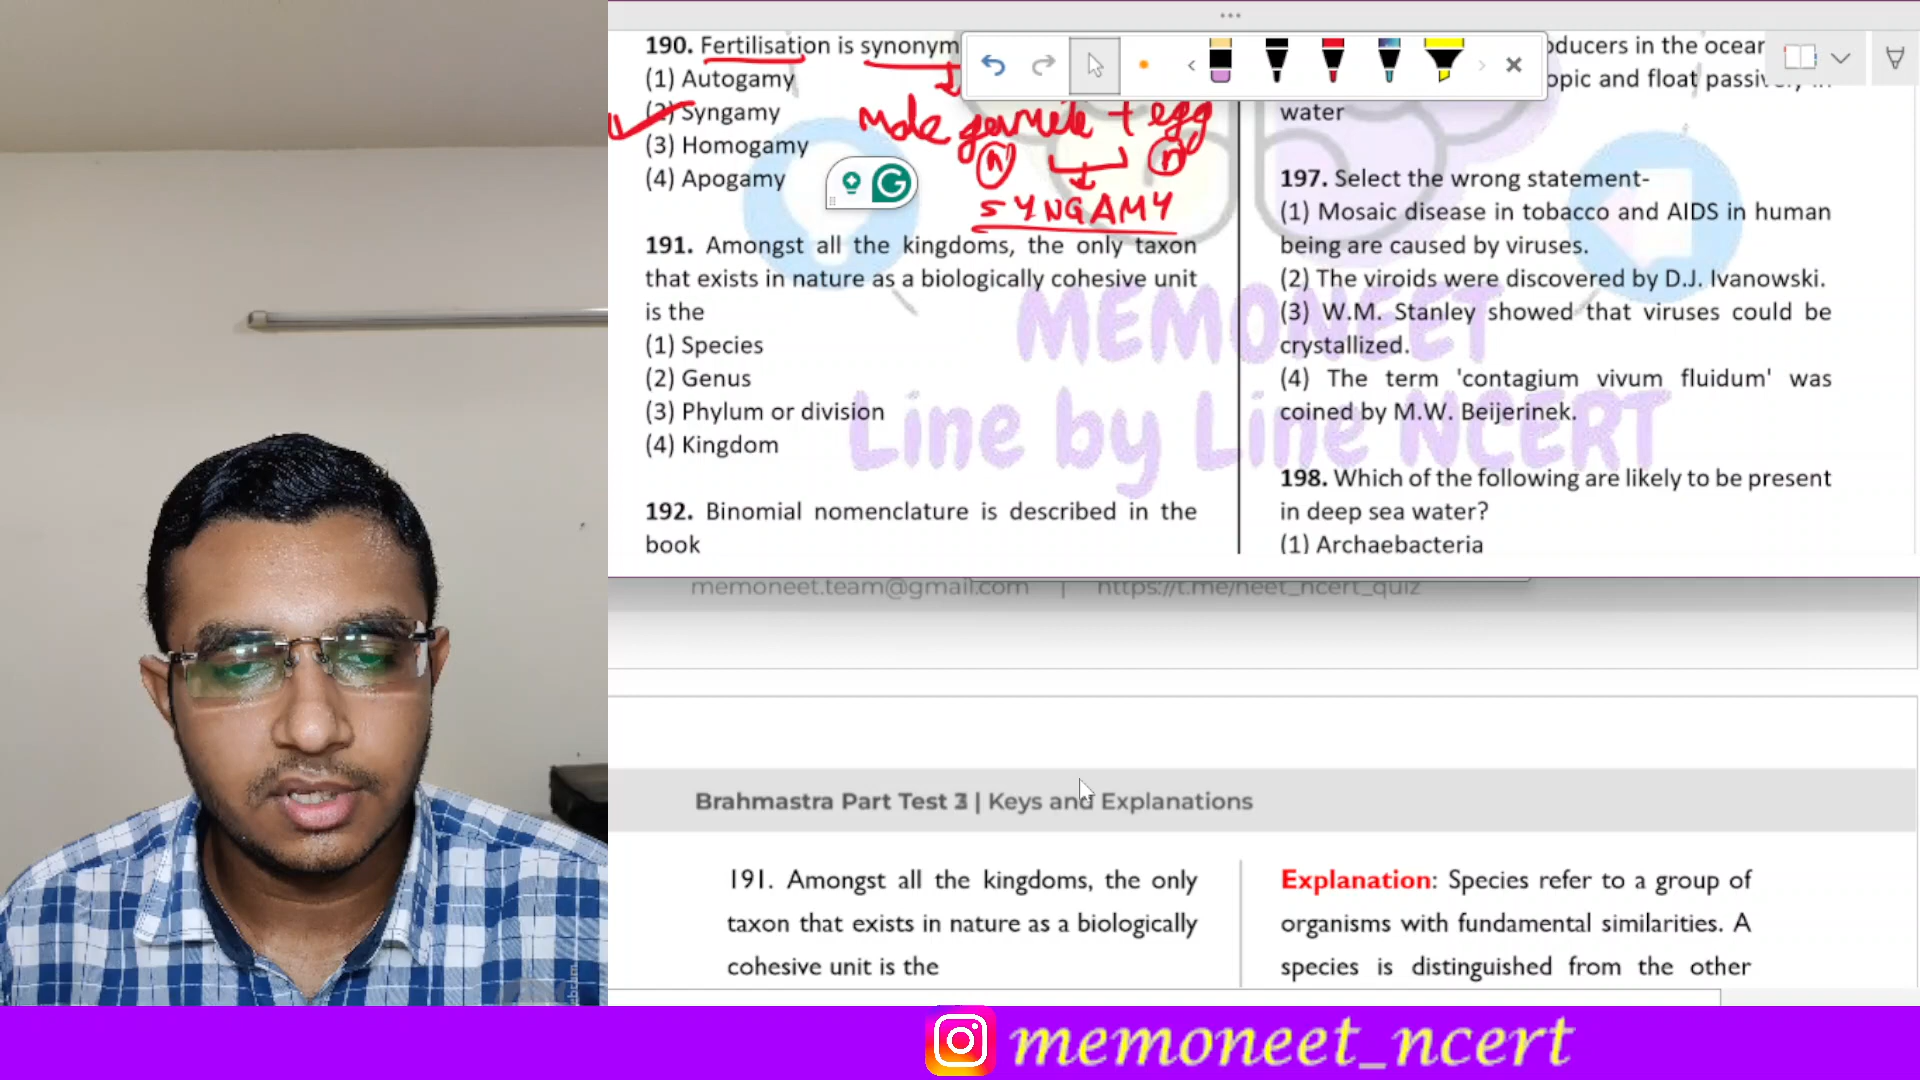 190. Fertilisation is synonym
(1) Autogamy
(2) Syngamy
(3) Homogamy
(4) Apogamy
Male gamete + egg
n n
SYNGAMY
191. Amongst all the kingdoms, the only taxon
that exists in nature as a biologically cohesive unit
is the
(1) Species
(2) Genus
(3) Phylum or division
(4) Kingdom
192. Binomial nomenclature is described in the
book
oducers in the ocean
opic and float passively in
water
197. Select the wrong statement-
(1) Mosaic disease in tobacco and AIDS in human
being are caused by viruses.
(2) The viroids were discovered by D.J. Ivanowski.
(3) W.M. Stanley showed that viruses could be
crystallized.
(4) The term 'contagium vivum fluidum' was
coined by M.W. Beijerinek.
198. Which of the following are likely to be present
in deep sea water?
(1) Archaebacteria
MEMONEET
Line by Line NCERT
memoneet.team@gmail.com | https://t.me/neet_ncert_quiz
Brahmastra Part Test 3 | Keys and Explanations
191. Amongst all the kingdoms, the only
taxon that exists in nature as a biologically
cohesive unit is the
Explanation: Species refer to a group of
organisms with fundamental similarities. A
species is distinguished from the other
memoneet_ncert